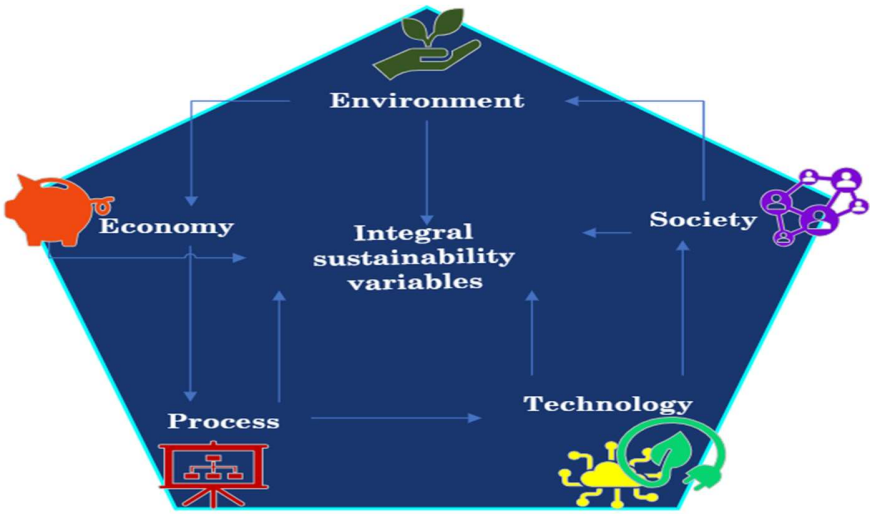 Environment
Economy
Society
Integral
sustainability
variables
Process
Technology